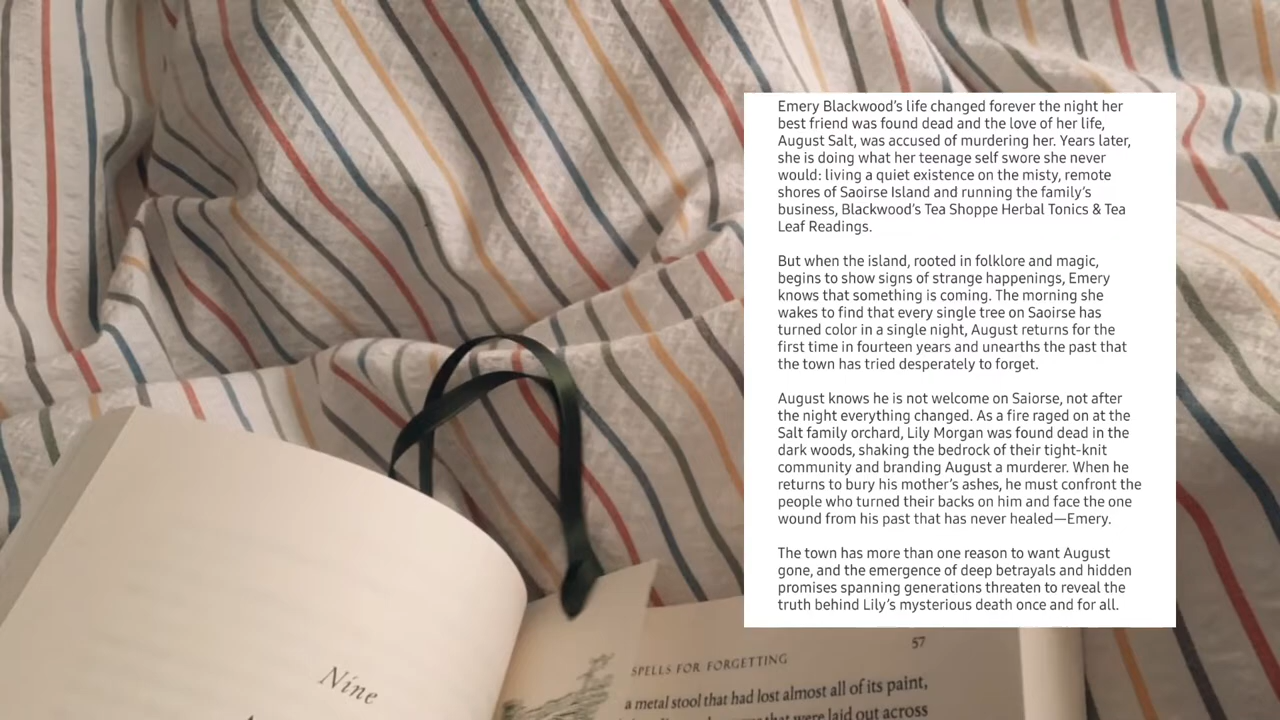 Emery Blackwood's life changed forever the night her
best friend was found dead and the love of her life,
August Salt, was accused of murdering her. Years later,
she is doing what her teenage self swore she never
would: living a quiet existence on the misty, remote
shores of Saoirse Island and running the family's
business, Blackwood's Tea Shoppe Herbal Tonics & Tea
Leaf Readings.
But when the island, rooted in folklore and magic,
begins to show signs of strange happenings, Emery
knows that something is coming. The morning she
wakes to find that every single tree on Saoirse has
turned color in a single night, August returns for the
first time in fourteen years and unearths the past that
the town has tried desperately to forget.
August knows he is not welcome on Saiorse, not after
the night everything changed. As a fire raged on at the
Salt family orchard, Lily Morgan was found dead in the
dark woods, shaking the bedrock of their tight-knit
community and branding August a murderer. When he
returns to bury his mother's ashes, he must confront the
people who turned their backs on him and face the one
wound from his past that has never healed—Emery.
The town has more than one reason to want August
gone, and the emergence of deep betrayals and hidden
promises spanning generations threaten to reveal the
truth behind Lily's mysterious death once and for all.
Nine
57
SPELLS FOR FORGETTING
a metal stool that had lost almost all of its paint,
that were laid out across